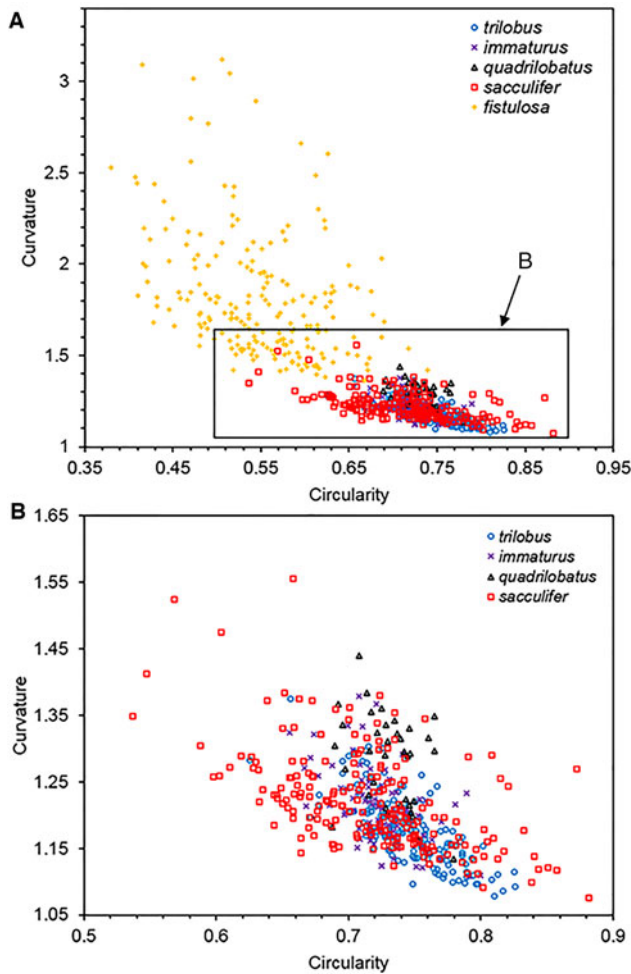 A
trilobus
immaturus
quadrilobatus
sacculifer
fistulosa
3
2.5
2
1.5
1
Curvature
B
0.35
0.45
0.55
0.65
0.75
0.85
0.95
Circularity
B
1.65
trilobus
immaturus
quadrilobatus
sacculifer
1.55
1.45
1.35
1.25
1.15
1.05
Curvature
0.5
0.6
0.7
0.8
0.9
Circularity